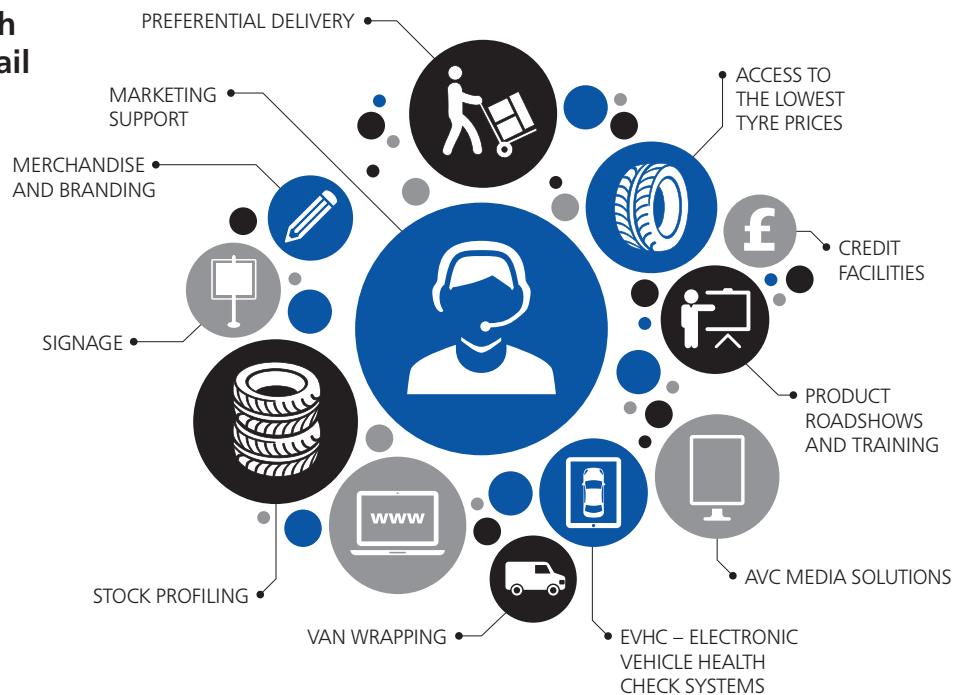 PREFERENTIAL DELIVERY
MARKETING
SUPPORT
MERCHANDISE
AND BRANDING
SIGNAGE
STOCK PROFILING
www
VAN WRAPPING
EVHC – ELECTRONIC
VEHICLE HEALTH
CHECK SYSTEMS
AVC MEDIA SOLUTIONS
PRODUCT
ROADSHOWS
AND TRAINING
£
CREDIT
FACILITIES
ACCESS TO
THE LOWEST
TYRE PRICES